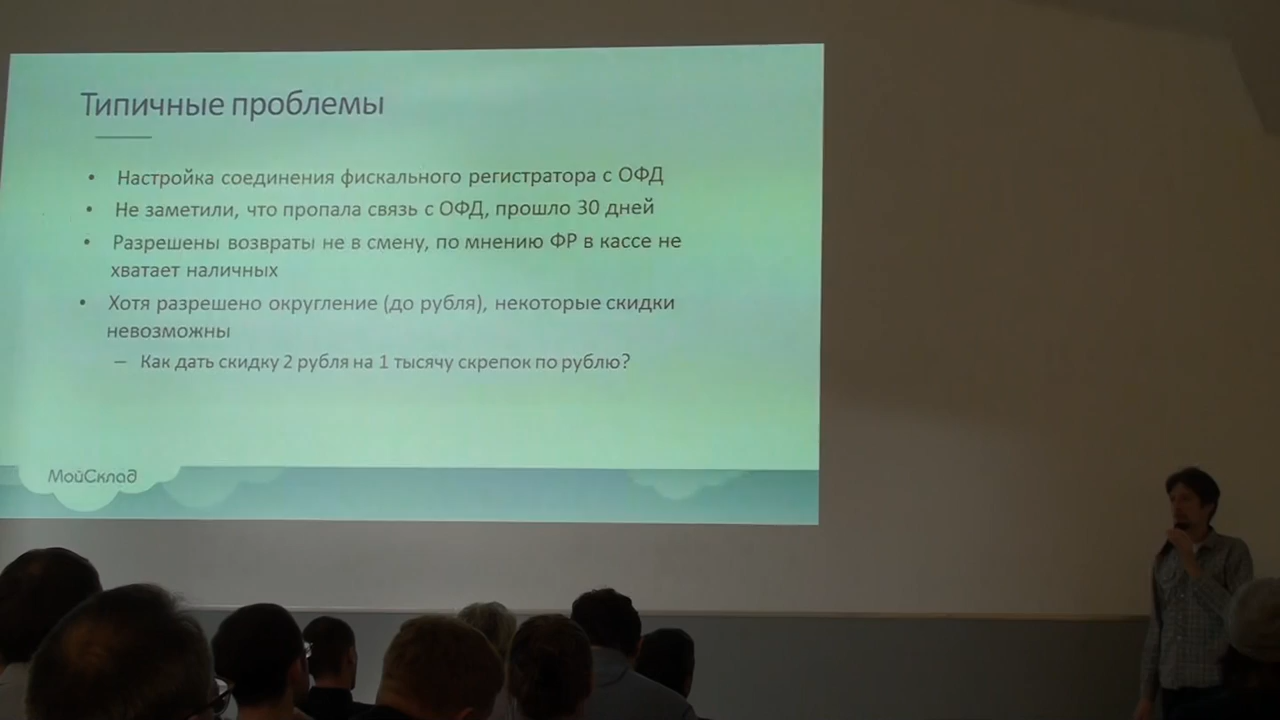 Типичные проблемы
• Настройка соединения фискального регистратора с ОФД
• Не заметили, что пропала связь с ОФД, прошло 30 дней
• Разрешены возвраты не в смену, по мнению ФР в кассе не
хватает наличных
• Хотя разрешено округление (до рубля), некоторые скидки
невозможны
– Как дать скидку 2 рубля на 1 тысячу скрепок по рублю?
МойСклад